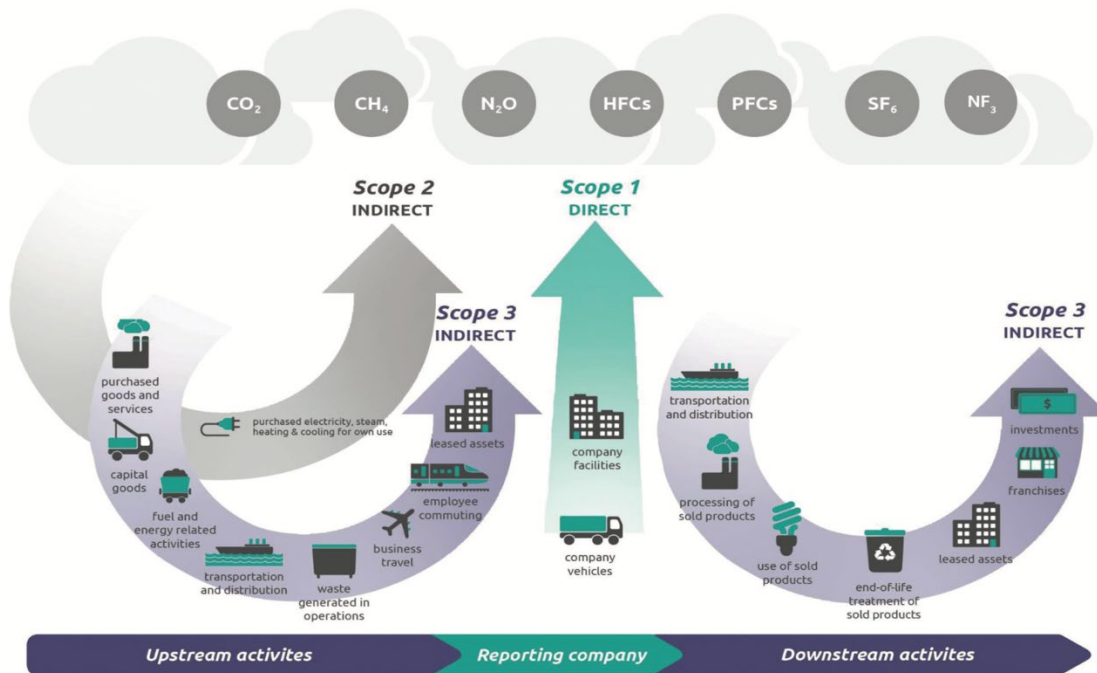 CO₂
CH₄
N₂O
HFCs
PFCs
SF₆
NF₃
Scope 2
INDIRECT
Scope 1
DIRECT
Scope 3
INDIRECT
Scope 3
INDIRECT
purchased
goods and
services
capital
goods
fuel and
energy related
activities
transportation
and distribution
waste
generated in
operations
business
travel
employee
commuting
leased assets
purchased electricity, steam,
heating & cooling for own use
company
facilities
company
vehicles
transportation
and distribution
processing of
sold products
use of sold
products
end-of-life
treatment of
sold products
leased assets
franchises
$
investments
Upstream activites
Reporting company
Downstream activites